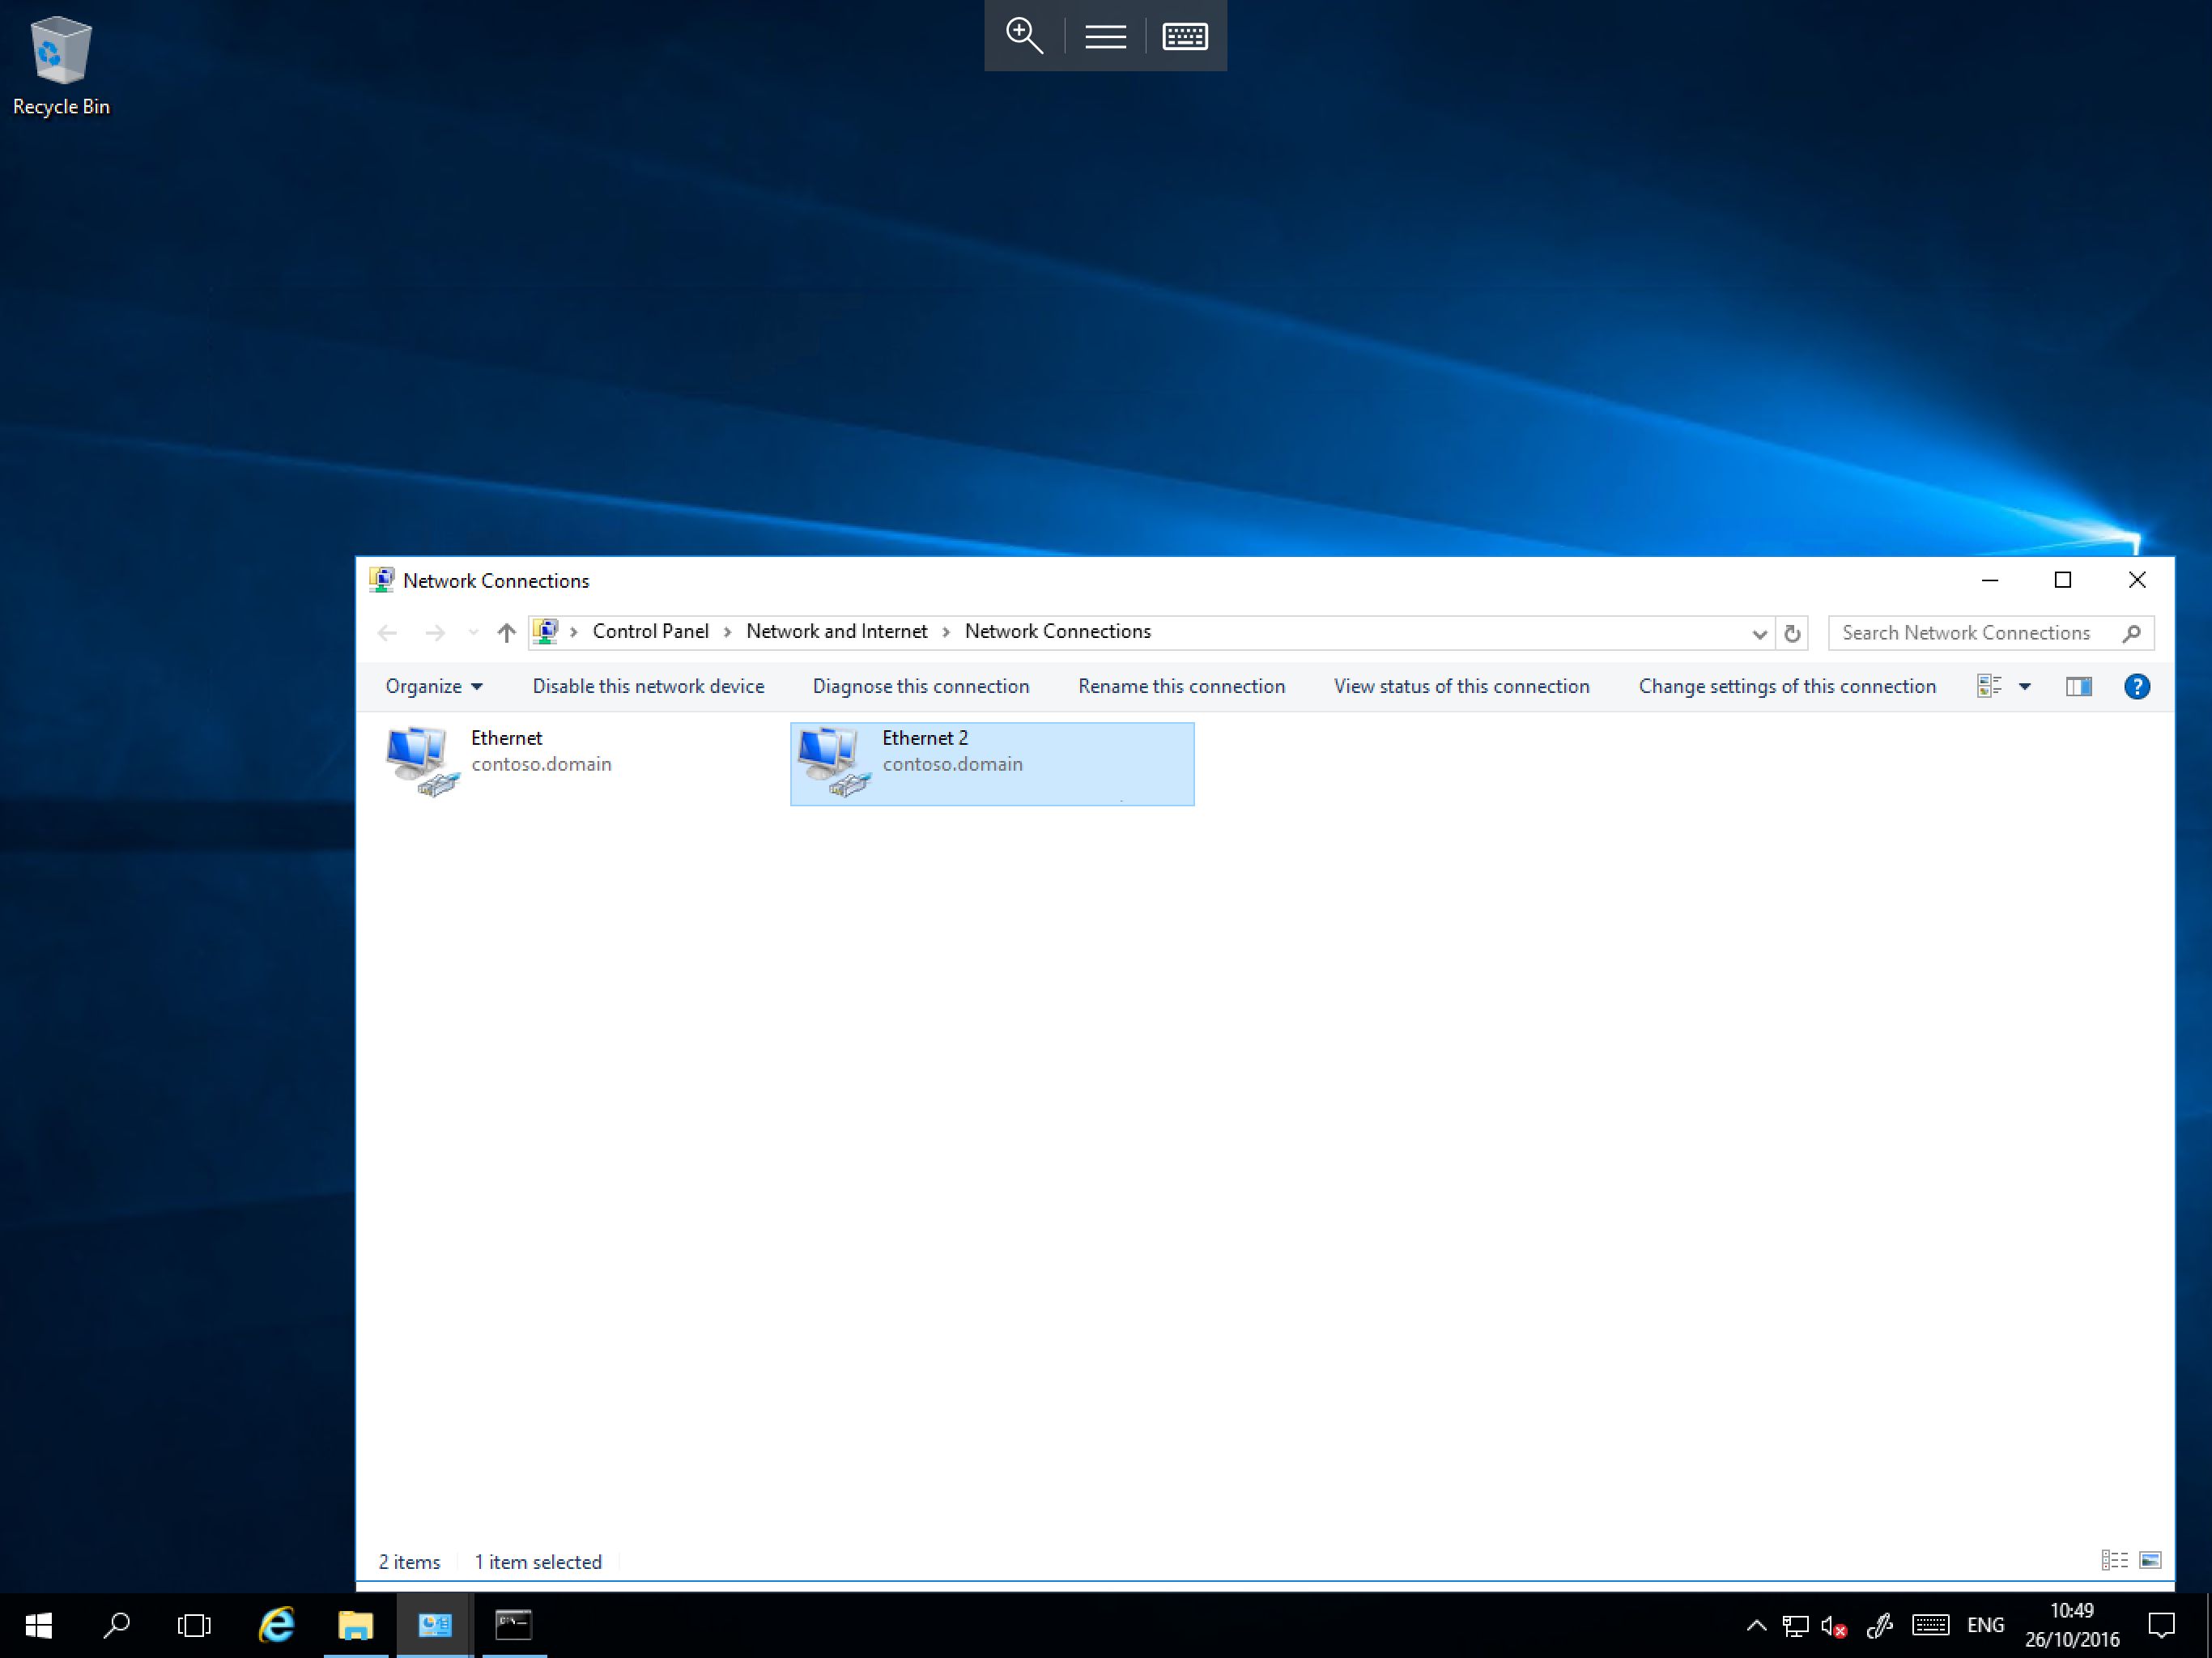 Recycle Bin
Network Connections
Control Panel > Network and Internet > Network Connections
Search Network Connections
Organize
Disable this network device
Diagnose this connection
Rename this connection
View status of this connection
Change settings of this connection
?
Ethernet
contoso.domain
Ethernet 2
contoso.domain
2 items
1 item selected
C:\_
ENG
10:49
26/10/2016